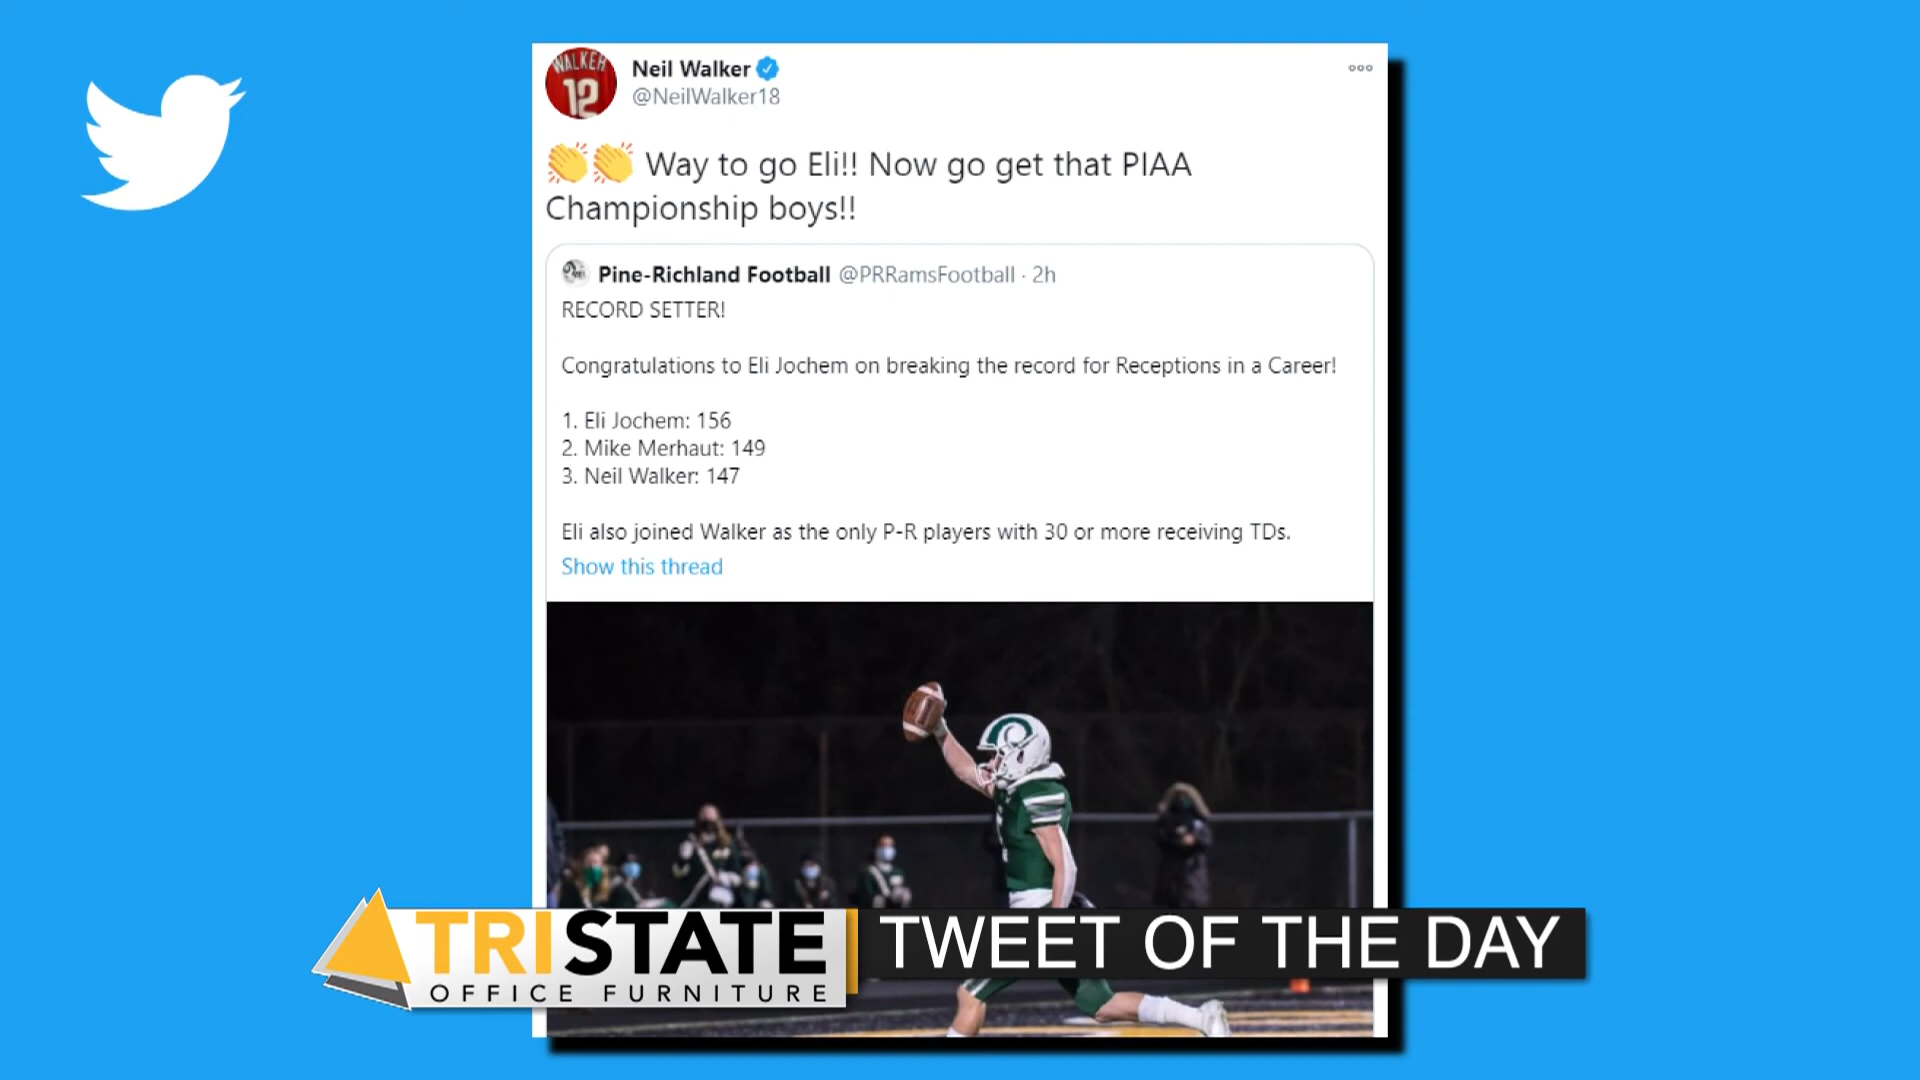 WALKER
12
Neil Walker
@NeilWalker18
👏👏 Way to go Eli!! Now go get that PIAA
Championship boys!!
Pine-Richland Football @PRRamsFootball · 2h
RECORD SETTER!
Congratulations to Eli Jochem on breaking the record for Receptions in a Career!
1. Eli Jochem: 156
2. Mike Merhaut: 149
3. Neil Walker: 147
Eli also joined Walker as the only P-R players with 30 or more receiving TDs.
Show this thread
TRISTATE
OFFICE FURNITURE
TWEET OF THE DAY